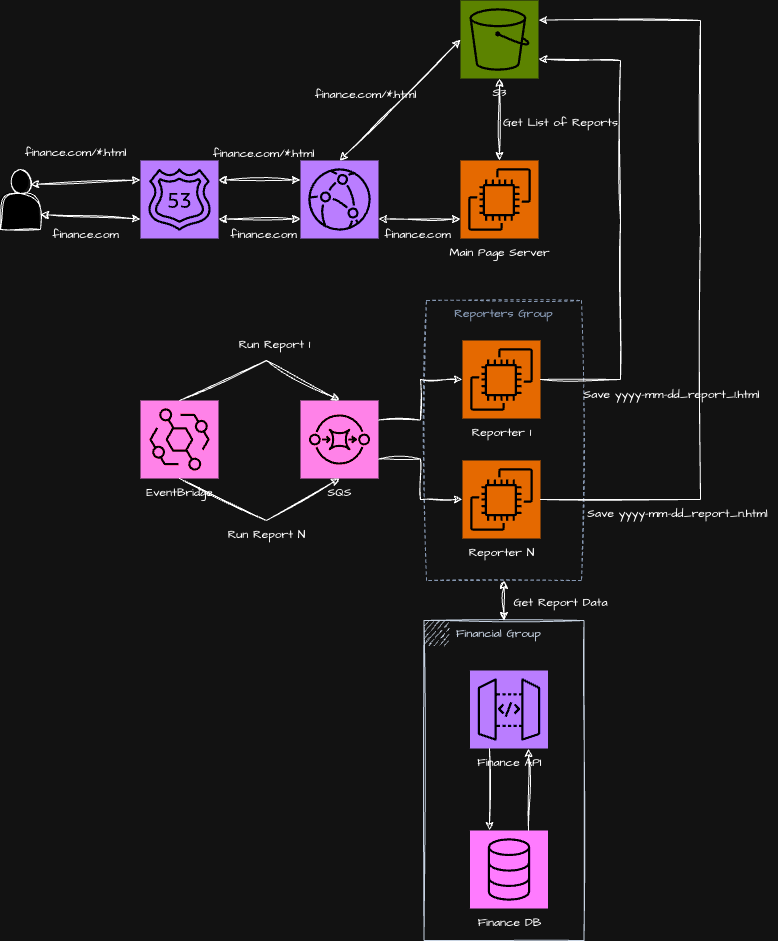 finance.com/*.html
S3
Get List of Reports
finance.com/*.html
finance.com/*.html
53
finance.com
finance.com
finance.com
Main Page Server
Reporters Group
Run Report 1
Save yyyy-mm-dd_report_1.html
Reporter 1
EventBridge
SQS
Save yyyy-mm-dd_report_n.html
Run Report N
Reporter N
Get Report Data
Financial Group
</>
Finance API
Finance DB